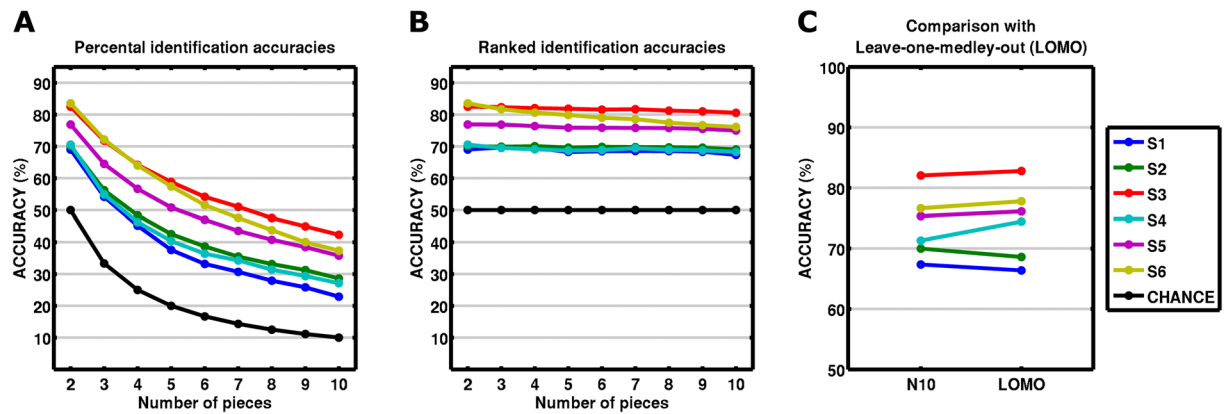 A
Percental identification accuracies
ACCURACY (%)
90
80
70
60
50
40
30
20
10
2 3 4 5 6 7 8 9 10
Number of pieces
B
Ranked identification accuracies
ACCURACY (%)
90
80
70
60
50
40
30
20
10
2 3 4 5 6 7 8 9 10
Number of pieces
C
Comparison with
Leave-one-medley-out (LOMO)
ACCURACY (%)
100
90
80
70
60
50
N10 LOMO
S1
S2
S3
S4
S5
S6
CHANCE